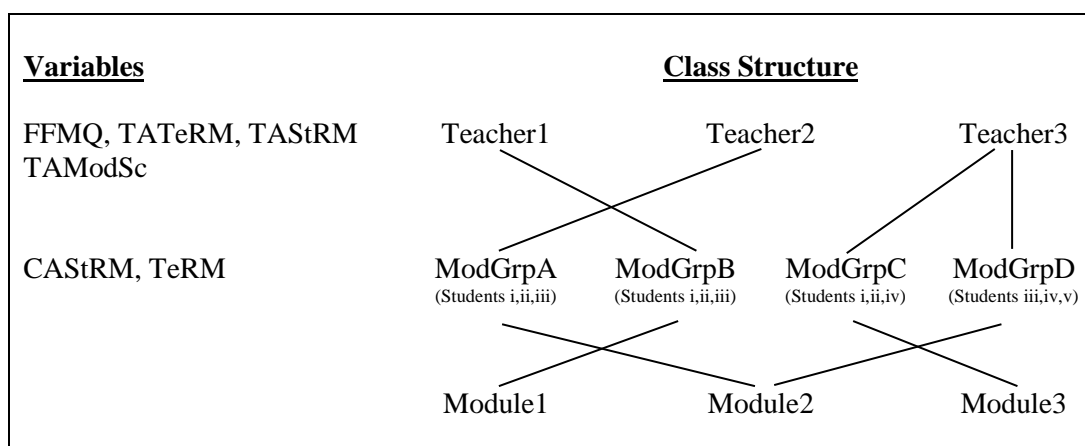 Variables Class Structure
FFMQ, TATeRM, TAStRM Teacher1 Teacher2 Teacher3
TAModSc
CAStRM, TeRM ModGrpA ModGrpB ModGrpC ModGrpD
(Students i,ii,iii) (Students i,ii,iii) (Students i,ii,iv) (Students iii,iv,v)
Module1 Module2 Module3